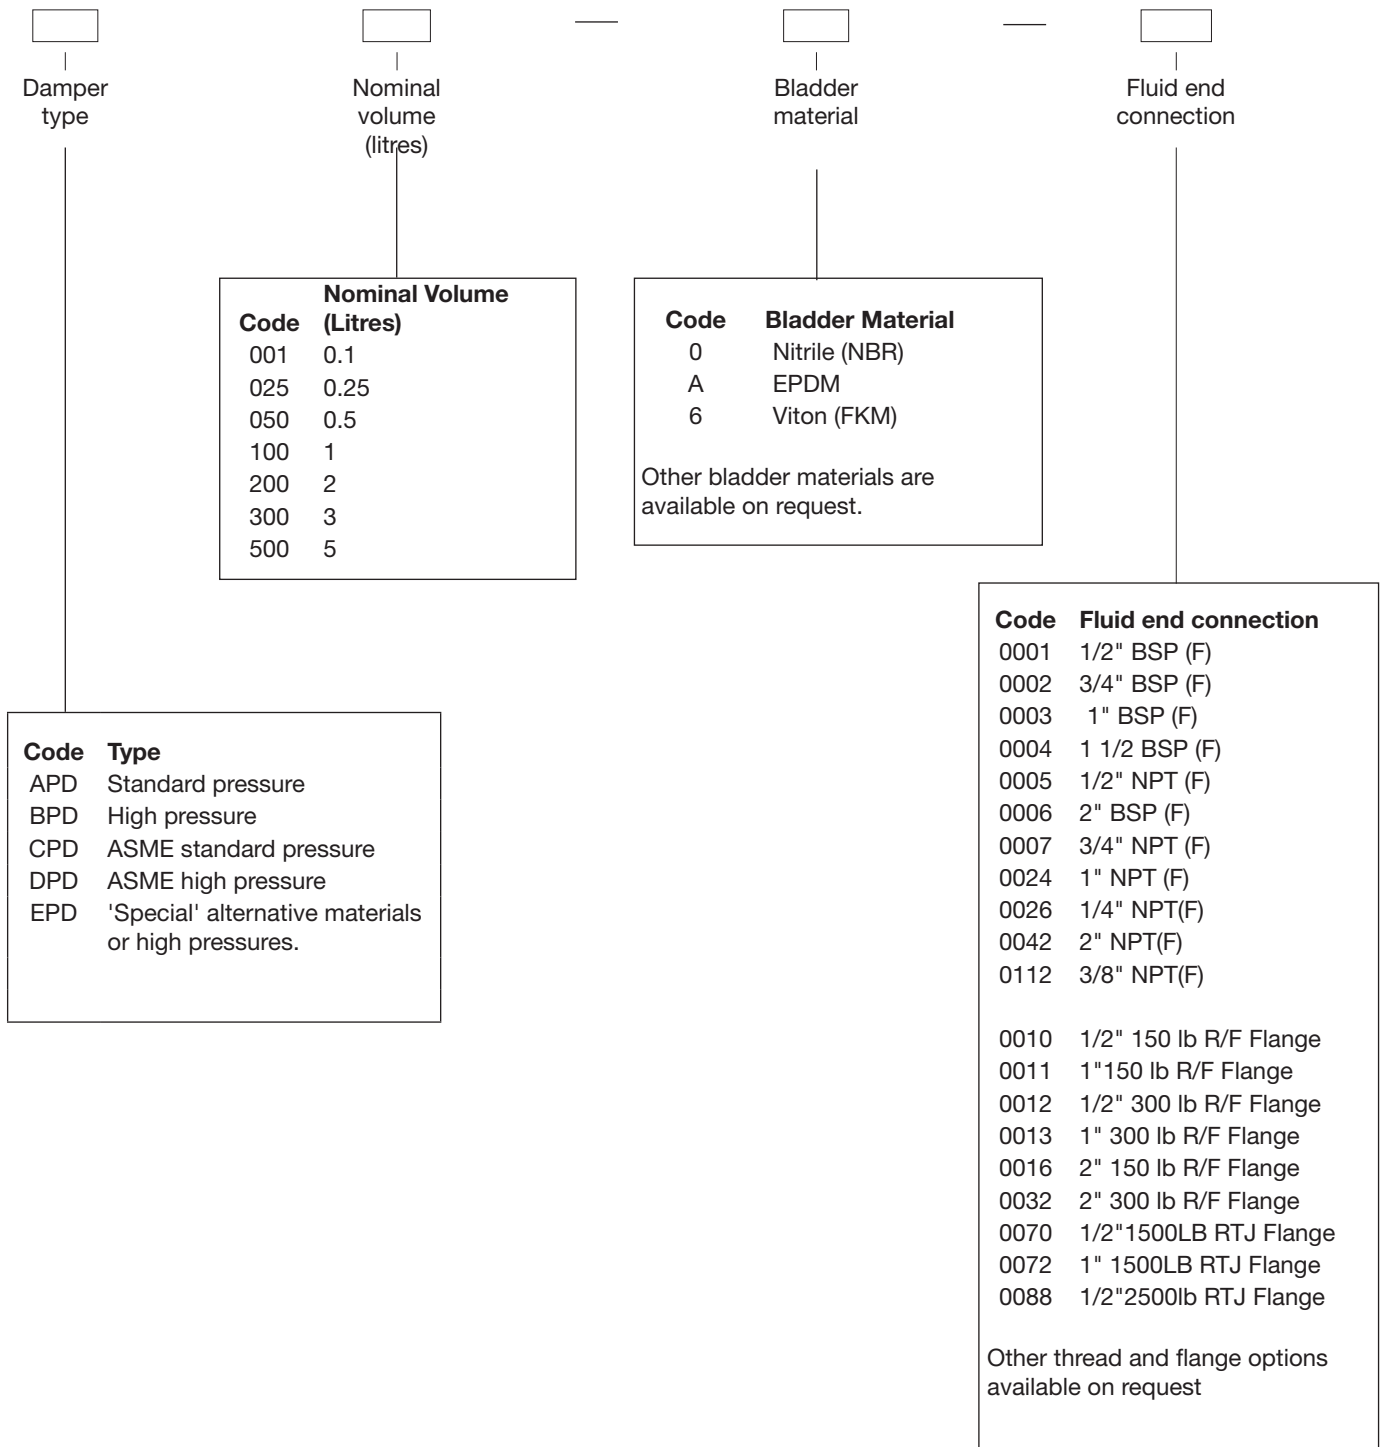 Damper
type
Nominal
volume
(litres)
Bladder
material
Fluid end
connection
Nominal Volume
Code (Litres)
001 0.1
025 0.25
050 0.5
100 1
200 2
300 3
500 5
Code Bladder Material
0 Nitrile (NBR)
A EPDM
6 Viton (FKM)
Other bladder materials are
available on request.
Code Type
APD Standard pressure
BPD High pressure
CPD ASME standard pressure
DPD ASME high pressure
EPD 'Special' alternative materials
or high pressures.
Code Fluid end connection
0001 1/2" BSP (F)
0002 3/4" BSP (F)
0003 1" BSP (F)
0004 1 1/2 BSP (F)
0005 1/2" NPT (F)
0006 2" BSP (F)
0007 3/4" NPT (F)
0024 1" NPT (F)
0026 1/4" NPT(F)
0042 2" NPT(F)
0112 3/8" NPT(F)
0010 1/2" 150 lb R/F Flange
0011 1"150 lb R/F Flange
0012 1/2" 300 lb R/F Flange
0013 1" 300 lb R/F Flange
0016 2" 150 lb R/F Flange
0032 2" 300 lb R/F Flange
0070 1/2"1500LB RTJ Flange
0072 1" 1500LB RTJ Flange
0088 1/2"2500lb RTJ Flange
Other thread and flange options
available on request